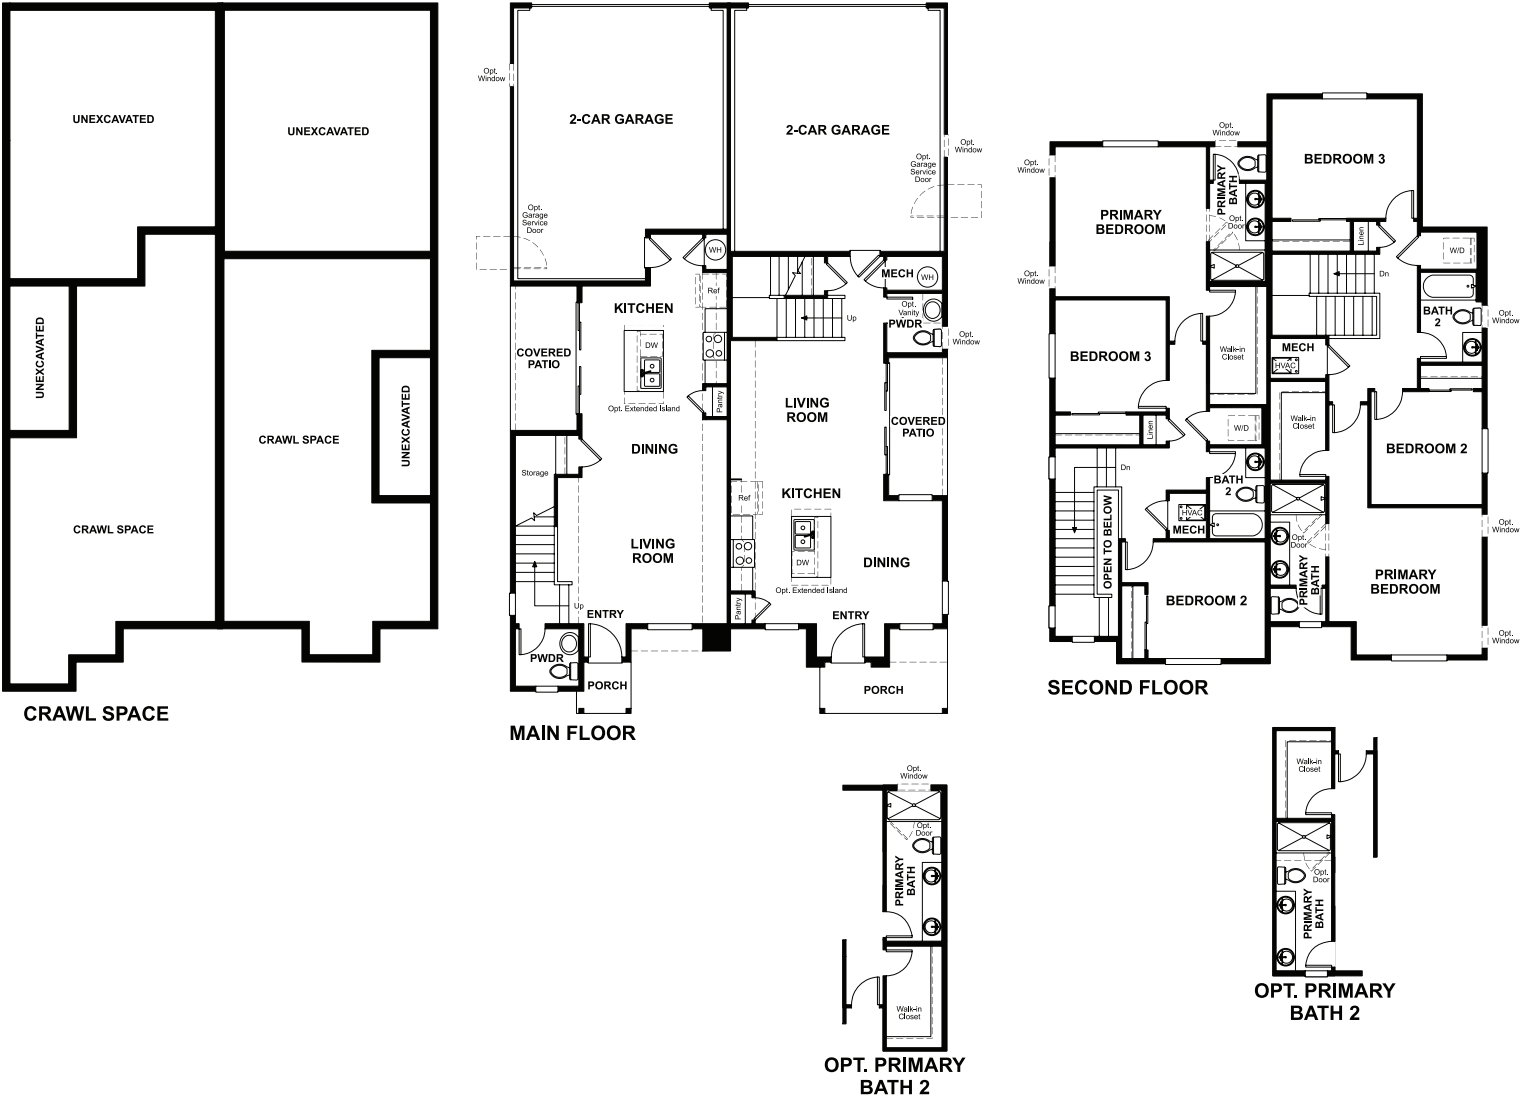 UNEXCAVATED
UNEXCAVATED
UNEXCAVATED
UNEXCAVATED
CRAWL SPACE
CRAWL SPACE
CRAWL SPACE
Opt.
Window
2-CAR GARAGE
Opt.
Garage
Service
Door
WH
KITCHEN
Ref
DW
Opt. Extended Island
Pantry
COVERED
PATIO
DINING
Storage
LIVING
ROOM
Up
ENTRY
PWDR
PORCH
2-CAR GARAGE
Opt.
Window
Opt.
Garage
Service
Door
MECH
WH
Opt.
Vanity
PWDR
Opt.
Window
Up
LIVING
ROOM
COVERED
PATIO
KITCHEN
Ref
DW
Opt. Extended Island
DINING
Pantry
ENTRY
PORCH
MAIN FLOOR
Opt.
Window
Opt.
Window
Opt.
Window
PRIMARY
BEDROOM
PRIMARY
BATH
Opt.
Door
BEDROOM 3
Walk-in
Closet
Linen
W/D
Dn
BATH
2
HVAC
MECH
OPEN TO BELOW
BEDROOM 2
BEDROOM 3
Linen
W/D
Dn
BATH
2
Opt.
Window
MECH
HVAC
Walk-in
Closet
BEDROOM 2
Opt.
Door
PRIMARY
BATH
PRIMARY
BEDROOM
Opt.
Window
Opt.
Window
SECOND FLOOR
Opt.
Window
Opt.
Door
PRIMARY
BATH
Walk-in
Closet
OPT. PRIMARY
BATH 2
Walk-in
Closet
Opt.
Door
PRIMARY
BATH
OPT. PRIMARY
BATH 2